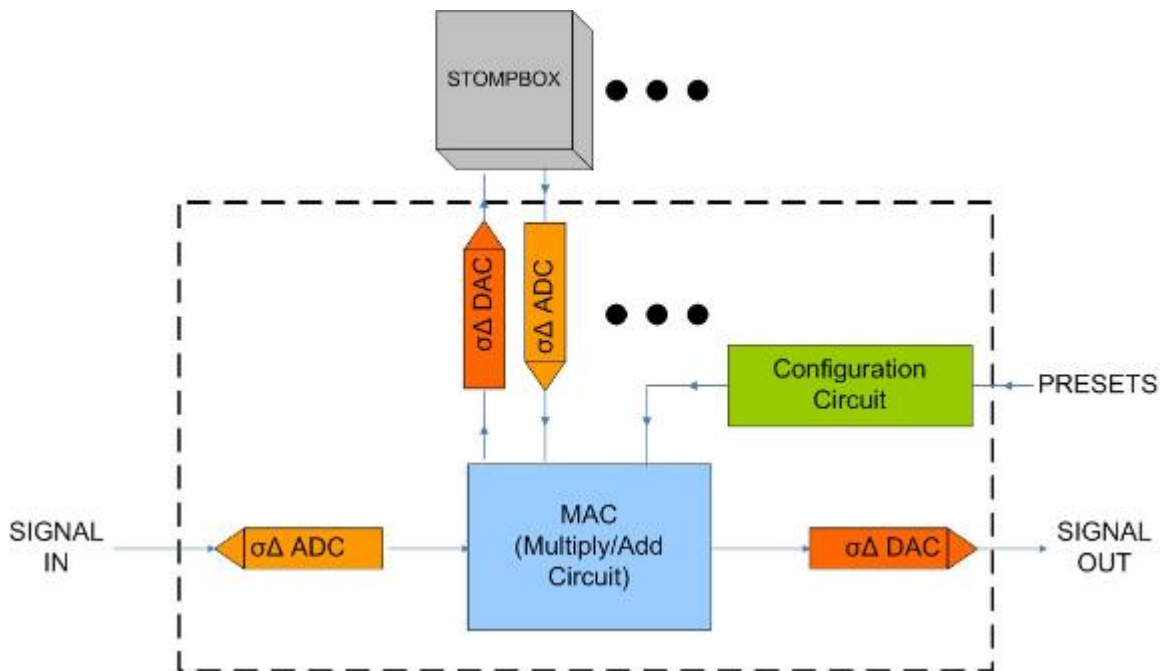 STOMPBOX
σΔ DAC
σΔ ADC
Configuration
Circuit
PRESETS
SIGNAL
IN
σΔ ADC
MAC
(Multiply/Add
Circuit)
σΔ DAC
SIGNAL
OUT